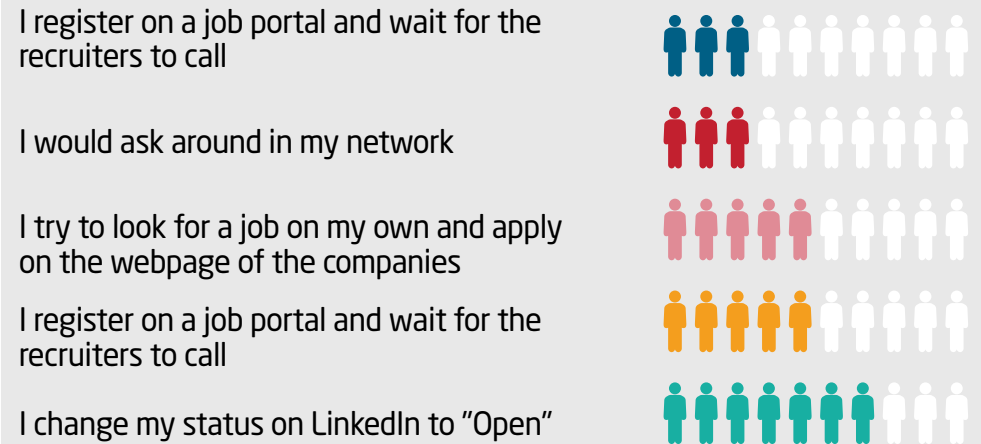 I register on a job portal and wait for the
recruiters to call
I would ask around in my network
I try to look for a job on my own and apply
on the webpage of the companies
I register on a job portal and wait for the
recruiters to call
I change my status on LinkedIn to "Open"